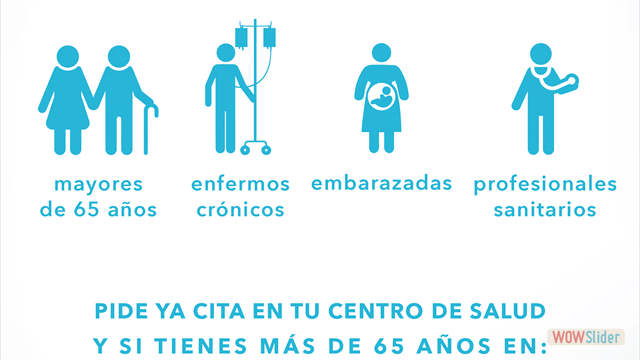 mayores
de 65 años
enfermos
crónicos
embarazadas
profesionales
sanitarios
PIDE YA CITA EN TU CENTRO DE SALUD
Y SI TIENES MÁS DE 65 AÑOS EN:
WOWSlider